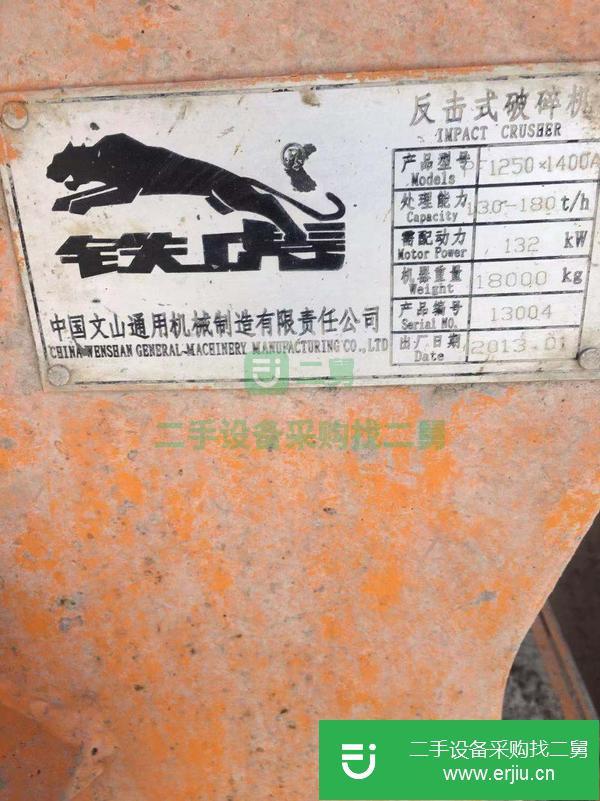 反击式破碎机
IMPACT CRUSHER
产品型号 Models PF1250×1400A
处理能力 Capacity 130-180 t/h
需配动力 Motor Power 132 kW
机器重量 Weight 18000 kg
产品编号 Serial NO. 13004
出厂日期 Date 2013.01
铁虎
中国文山通用机械制造有限责任公司
CHINA WENSHAN GENERAL-MACHINERY MANUFACTURING CO., LTD
二舅
二手设备采购找二舅
二手设备采购找二舅
www.erjiu.cn